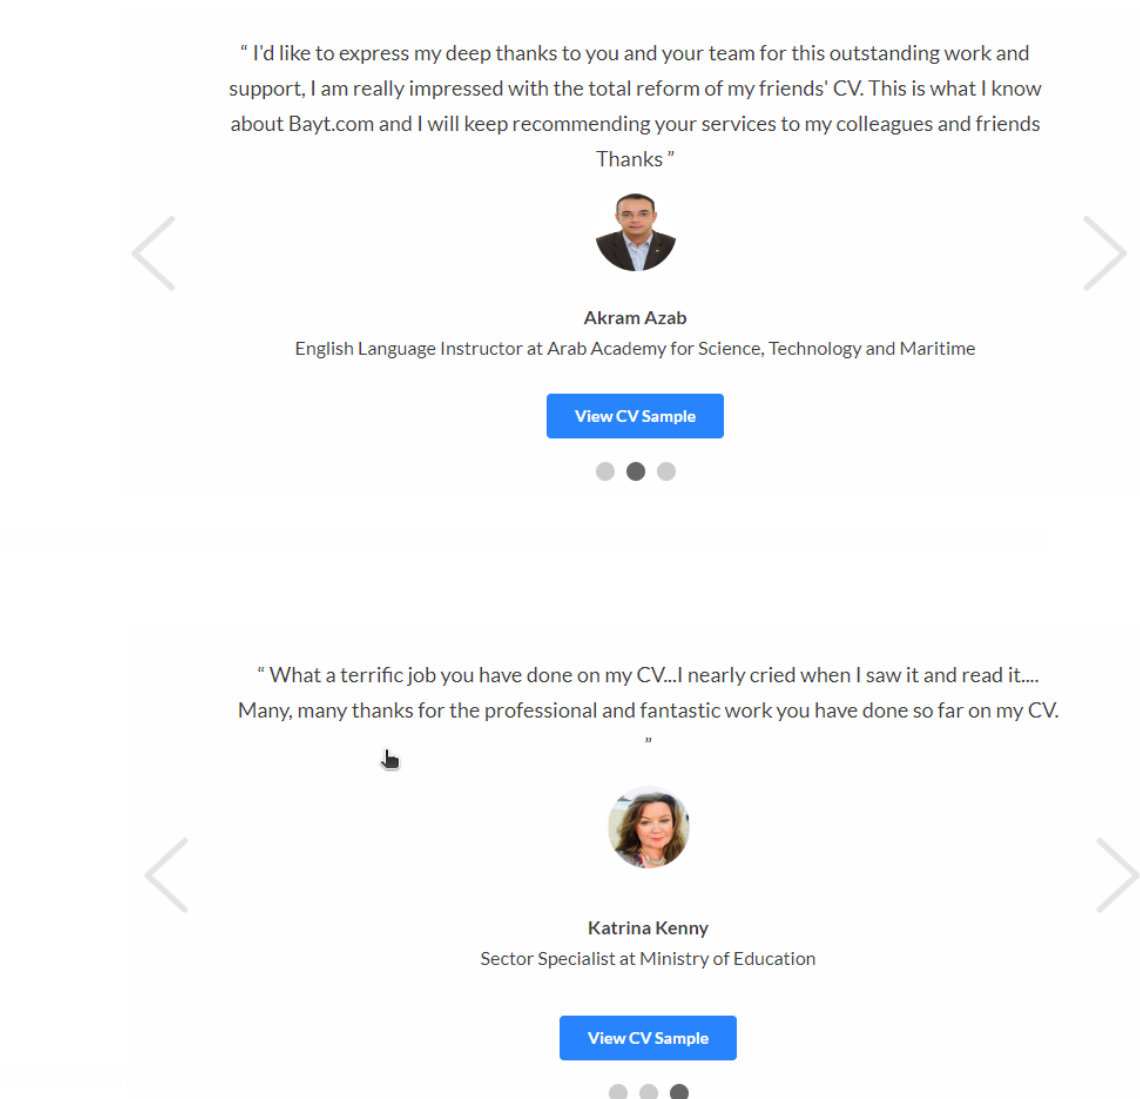 “ I'd like to express my deep thanks to you and your team for this outstanding work and
support, I am really impressed with the total reform of my friends' CV. This is what I know
about Bayt.com and I will keep recommending your services to my colleagues and friends
Thanks ”
Akram Azab
English Language Instructor at Arab Academy for Science, Technology and Maritime
View CV Sample
“ What a terrific job you have done on my CV...I nearly cried when I saw it and read it....
Many, many thanks for the professional and fantastic work you have done so far on my CV.
”
Katrina Kenny
Sector Specialist at Ministry of Education
View CV Sample